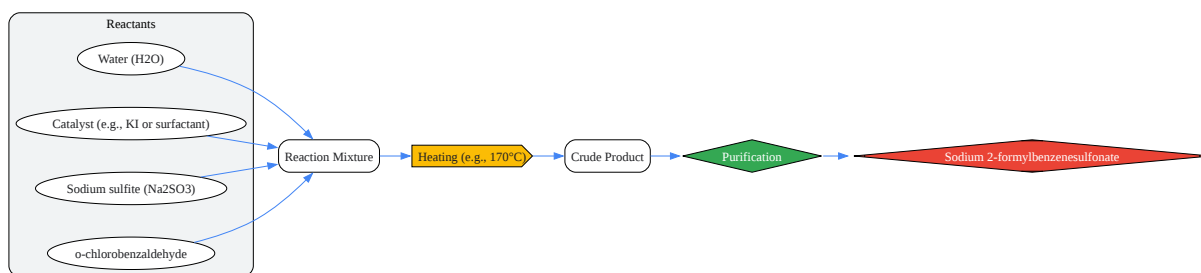 Reactants
Water (H2O)
Catalyst (e.g., KI or surfactant)
Sodium sulfite (Na2SO3)
o-chlorobenzaldehyde
Reaction Mixture
Heating (e.g., 170°C)
Crude Product
Purification
Sodium 2-formylbenzenesulfonate